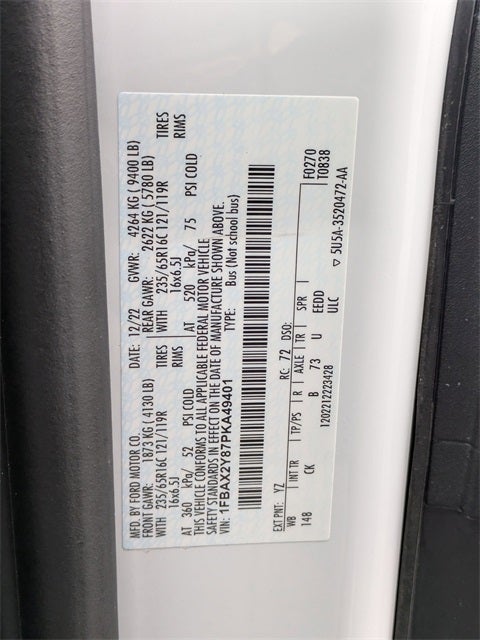 MFD. BY FORD MOTOR CO. 12/22 GVWR: 4264 KG ( 9400 LB)
FRONT GAWR: 1873 KG ( 4130 LB) REAR GAWR: 2622 KG ( 5780 LB)
WITH 235/65R16C 121/119R TIRES WITH 235/65R16C 121/119R TIRES
16x6.5J RIMS 16x6.5J RIMS
AT 360 kPa/ 52 PSI COLD AT 520 kPa/ 75 PSI COLD
THIS VEHICLE CONFORMS TO ALL APPLICABLE FEDERAL MOTOR VEHICLE
SAFETY STANDARDS IN EFFECT ON THE DATE OF MANUFACTURE SHOWN ABOVE.
VIN: 1FBAX2Y87PKA49401 TYPE: Bus (Not school bus)
EXT PNT: YZ RC: 72 DSO: F0270
WB INT TR TP/PS R AXLE TR SPR T0838
148 CK B 73 U EEDD
ULC
1202212223428 ▽ 5U5A-3520472-AA